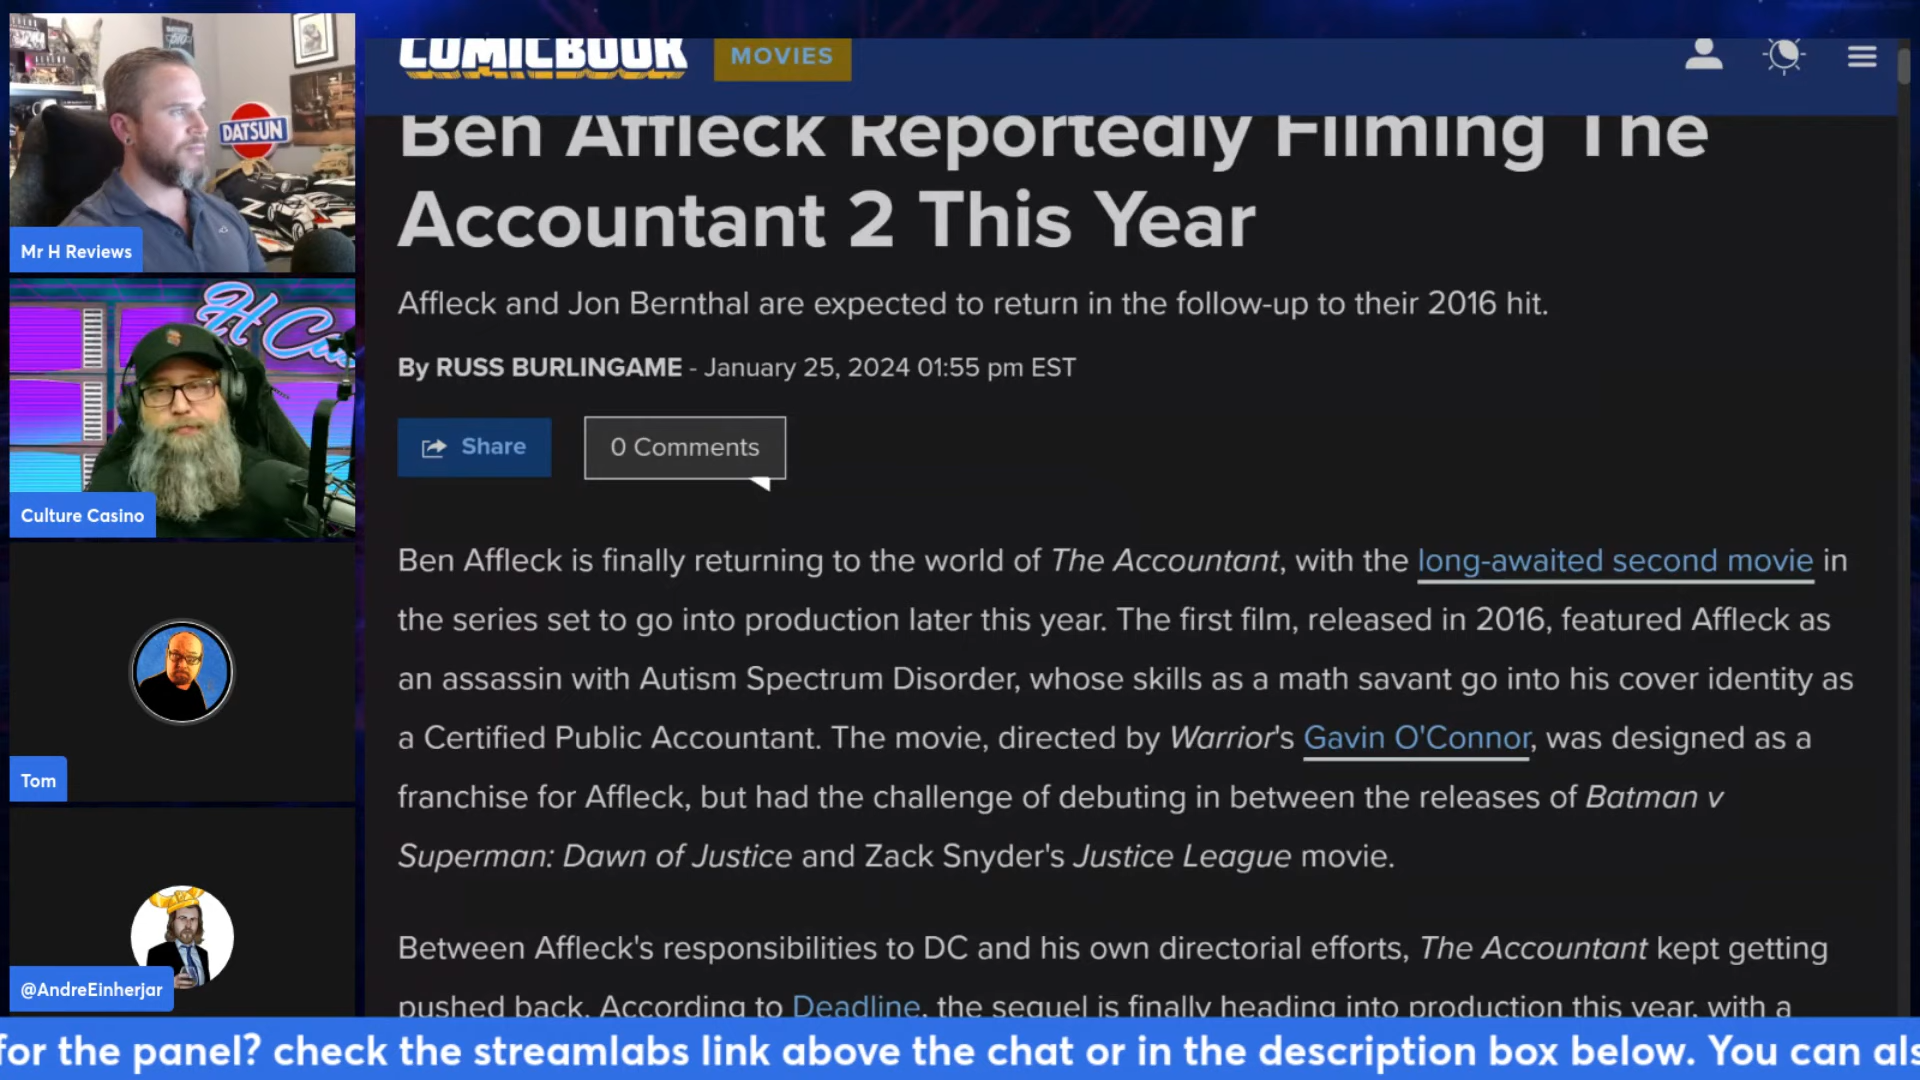 COMICBOOK
MOVIES
Ben Affleck Reportedly Filming The
Accountant 2 This Year
Affleck and Jon Bernthal are expected to return in the follow-up to their 2016 hit.
By RUSS BURLINGAME - January 25, 2024 01:55 pm EST
Share
0 Comments
Ben Affleck is finally returning to the world of The Accountant, with the long-awaited second movie in
the series set to go into production later this year. The first film, released in 2016, featured Affleck as
an assassin with Autism Spectrum Disorder, whose skills as a math savant go into his cover identity as
a Certified Public Accountant. The movie, directed by Warrior's Gavin O'Connor, was designed as a
franchise for Affleck, but had the challenge of debuting in between the releases of Batman v
Superman: Dawn of Justice and Zack Snyder's Justice League movie.
Between Affleck's responsibilities to DC and his own directorial efforts, The Accountant kept getting
pushed back. According to Deadline, the sequel is finally heading into production this year, with a
DATSUN
Mr H Reviews
Culture Casino
Tom
@AndreEinherjar
for the panel? check the streamlabs link above the chat or in the description box below. You can als